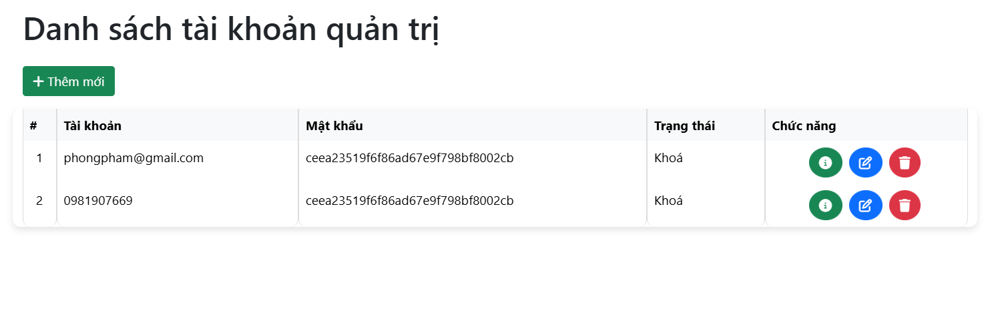 Danh sách tài khoản quản trị
Thêm mới
# Tài khoản Mật khẩu Trạng thái Chức năng
1 phongpham@gmail.com ceea23519f6f86ad67e9f798bf8002cb Khoá
2 0981907669 ceea23519f6f86ad67e9f798bf8002cb Khoá